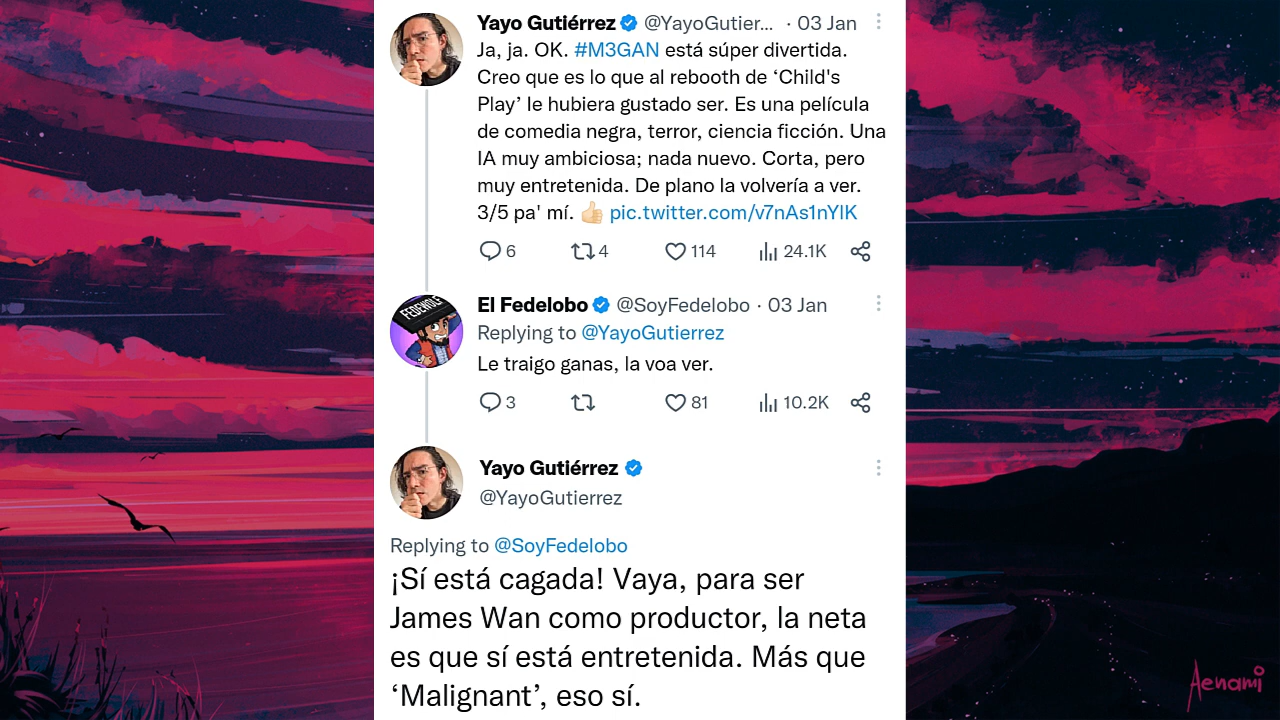 Yayo Gutiérrez @YayoGutier... · 03 Jan
Ja, ja. OK. #M3GAN está súper divertida.
Creo que es lo que al rebooth de ‘Child's
Play’ le hubiera gustado ser. Es una película
de comedia negra, terror, ciencia ficción. Una
IA muy ambiciosa; nada nuevo. Corta, pero
muy entretenida. De plano la volvería a ver.
3/5 pa' mí. 👍🏻 pic.twitter.com/v7nAs1nYlK
6 4 114 24.1K
FEDEWOLF
El Fedelobo @SoyFedelobo · 03 Jan
Replying to @YayoGutierrez
Le traigo ganas, la voa ver.
3 81 10.2K
Yayo Gutiérrez
@YayoGutierrez
Replying to @SoyFedelobo
¡Sí está cagada! Vaya, para ser
James Wan como productor, la neta
es que sí está entretenida. Más que
‘Malignant’, eso sí.
Aenami